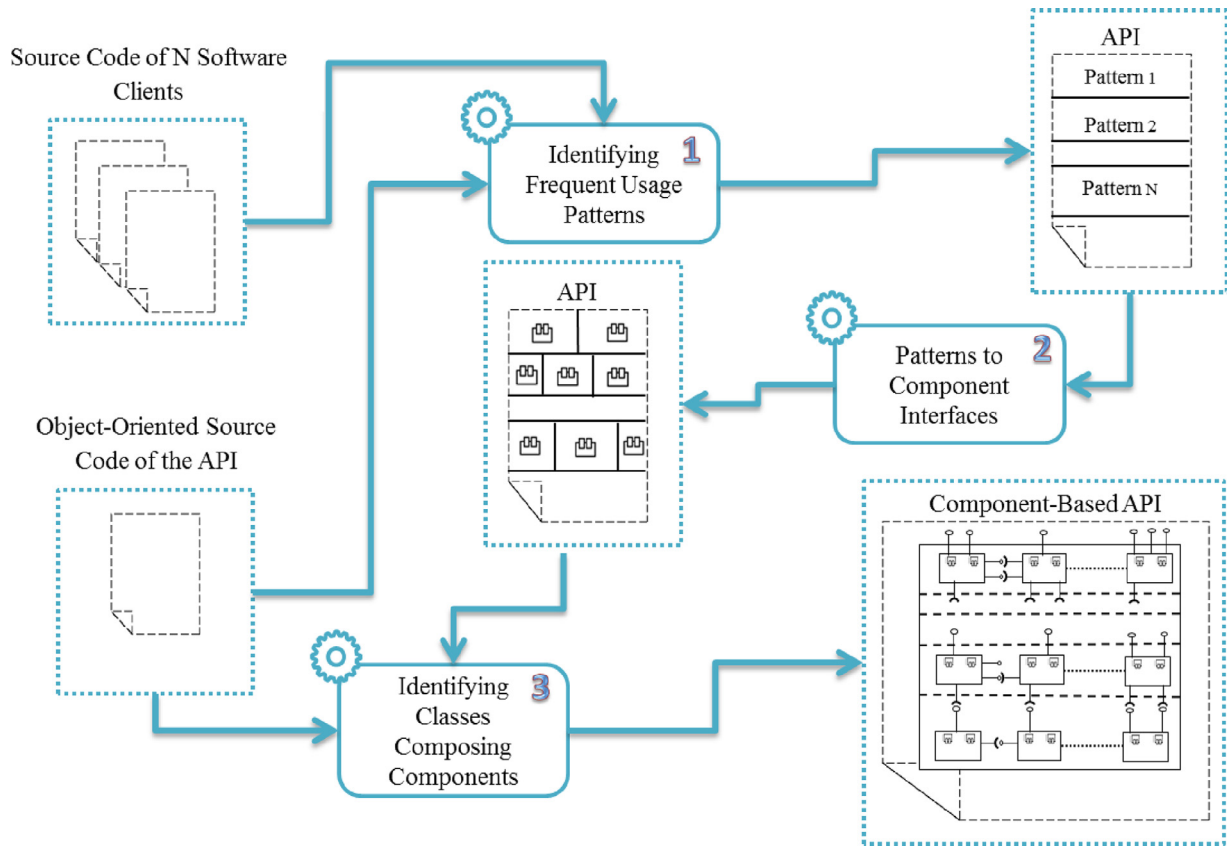 Source Code of N Software
Clients
API
Pattern 1
Pattern 2
Pattern N
1
Identifying
Frequent Usage
Patterns
API
2
Patterns to
Component
Interfaces
Object-Oriented Source
Code of the API
Component-Based API
3
Identifying
Classes
Composing
Components